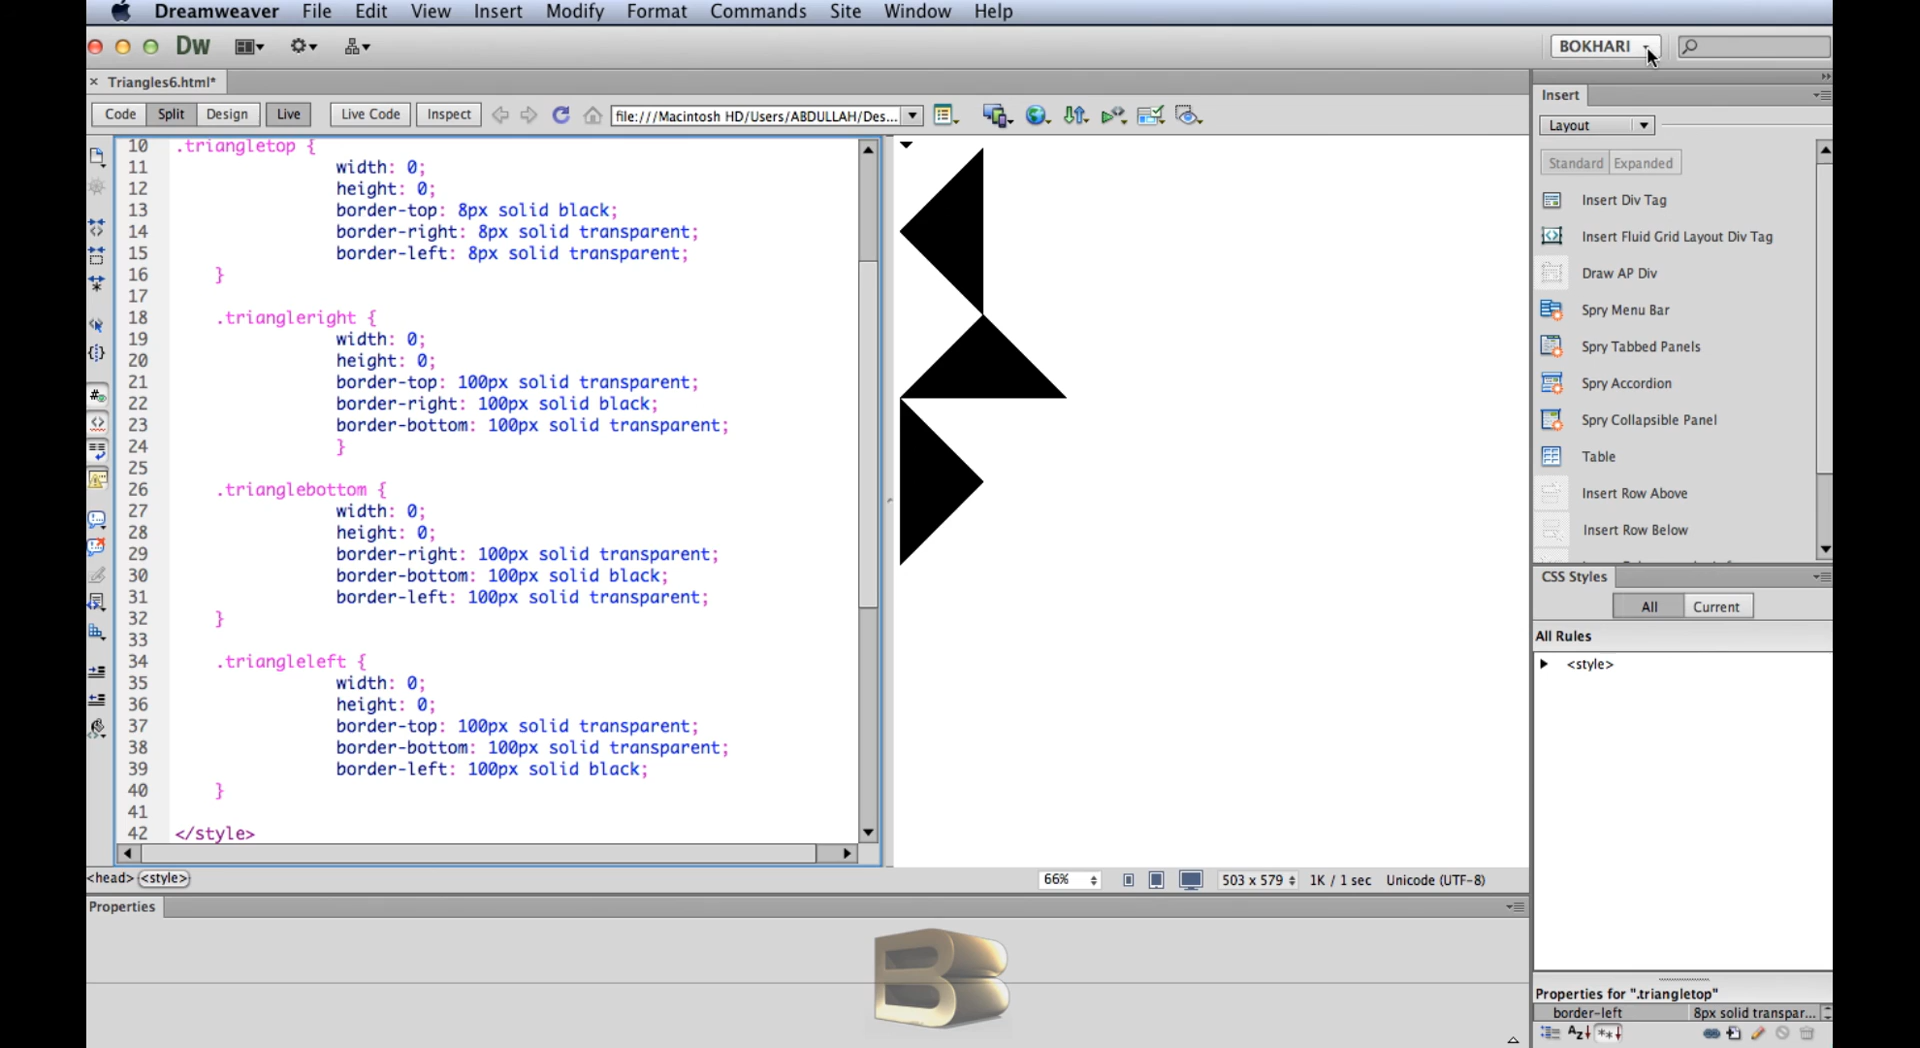 Dreamweaver File Edit View Insert Modify Format Commands Site Window Help
Dw
BOKHARI
Triangles6.html*
Code Split Design Live Live Code Inspect file:///Macintosh HD/Users/ABDULLAH/Des...
10 .triangletop {
11 width: 0;
12 height: 0;
13 border-top: 8px solid black;
14 border-right: 8px solid transparent;
15 border-left: 8px solid transparent;
16 }
17
18 .triangleright {
19 width: 0;
20 height: 0;
21 border-top: 100px solid transparent;
22 border-right: 100px solid black;
23 border-bottom: 100px solid transparent;
24 }
25
26 .trianglebottom {
27 width: 0;
28 height: 0;
29 border-right: 100px solid transparent;
30 border-bottom: 100px solid black;
31 border-left: 100px solid transparent;
32 }
33
34 .triangleleft {
35 width: 0;
36 height: 0;
37 border-top: 100px solid transparent;
38 border-bottom: 100px solid transparent;
39 border-left: 100px solid black;
40 }
41
42 </style>
<head> <style>
66% 503 x 579 1K / 1 sec Unicode (UTF-8)
Properties
B
Insert
Layout
Standard Expanded
Insert Div Tag
Insert Fluid Grid Layout Div Tag
Draw AP Div
Spry Menu Bar
Spry Tabbed Panels
Spry Accordion
Spry Collapsible Panel
Table
Insert Row Above
Insert Row Below
CSS Styles
All Current
All Rules
<style>
Properties for ".triangletop"
border-left 8px solid transpar...